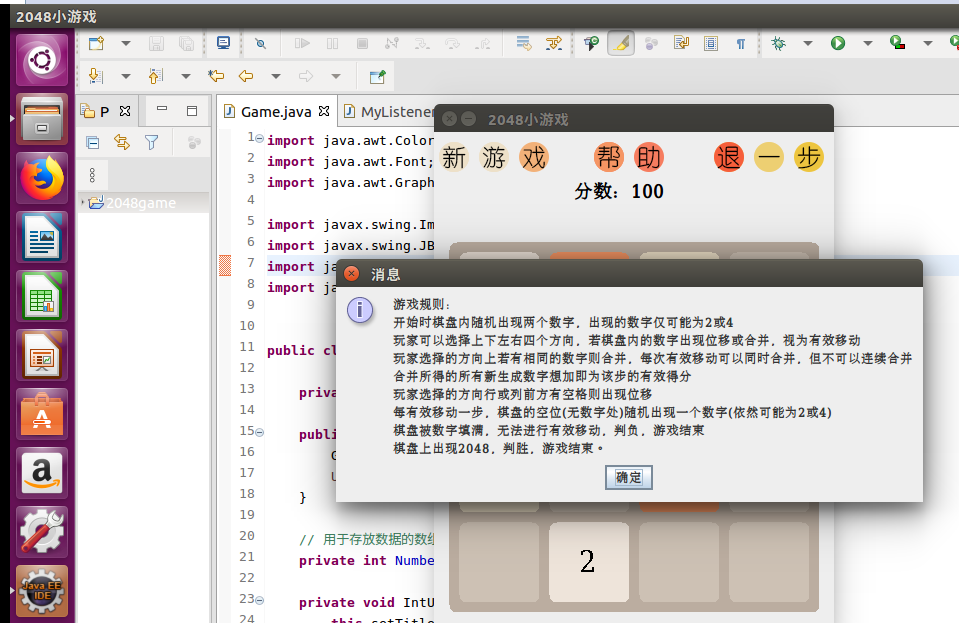 2048小游戏
P
Game.java
MyListener
2048game
1 import java.awt.Color
2 import java.awt.Font;
3 import java.awt.Graph
4
5 import javax.swing.Im
6 import javax.swing.JB
7 import ja
8 import ja
9
10
11 public cl
12
13 priva
14
15 publi
16 G
17
18 }
19
20 // 用于存放数据的数组
21 private int Numbe
22
23 private void IntU
24 this.setTitle
2048小游戏
新 游 戏 帮 助 退 一 步
分数：100
消息
游戏规则：
开始时棋盘内随机出现两个数字，出现的数字仅可能为2或4
玩家可以选择上下左右四个方向，若棋盘内的数字出现位移或合并，视为有效移动
玩家选择的方向上若有相同的数字则合并，每次有效移动可以同时合并，但不可以连续合并
合并所得的所有新生成数字想加即为该步的有效得分
玩家选择的方向行或列前方有空格则出现位移
每有效移动一步，棋盘的空位(无数字处)随机出现一个数字(依然可能为2或4)
棋盘被数字填满，无法进行有效移动，判负，游戏结束
棋盘上出现2048，判胜，游戏结束。
确定
2
a
Java EE
IDE